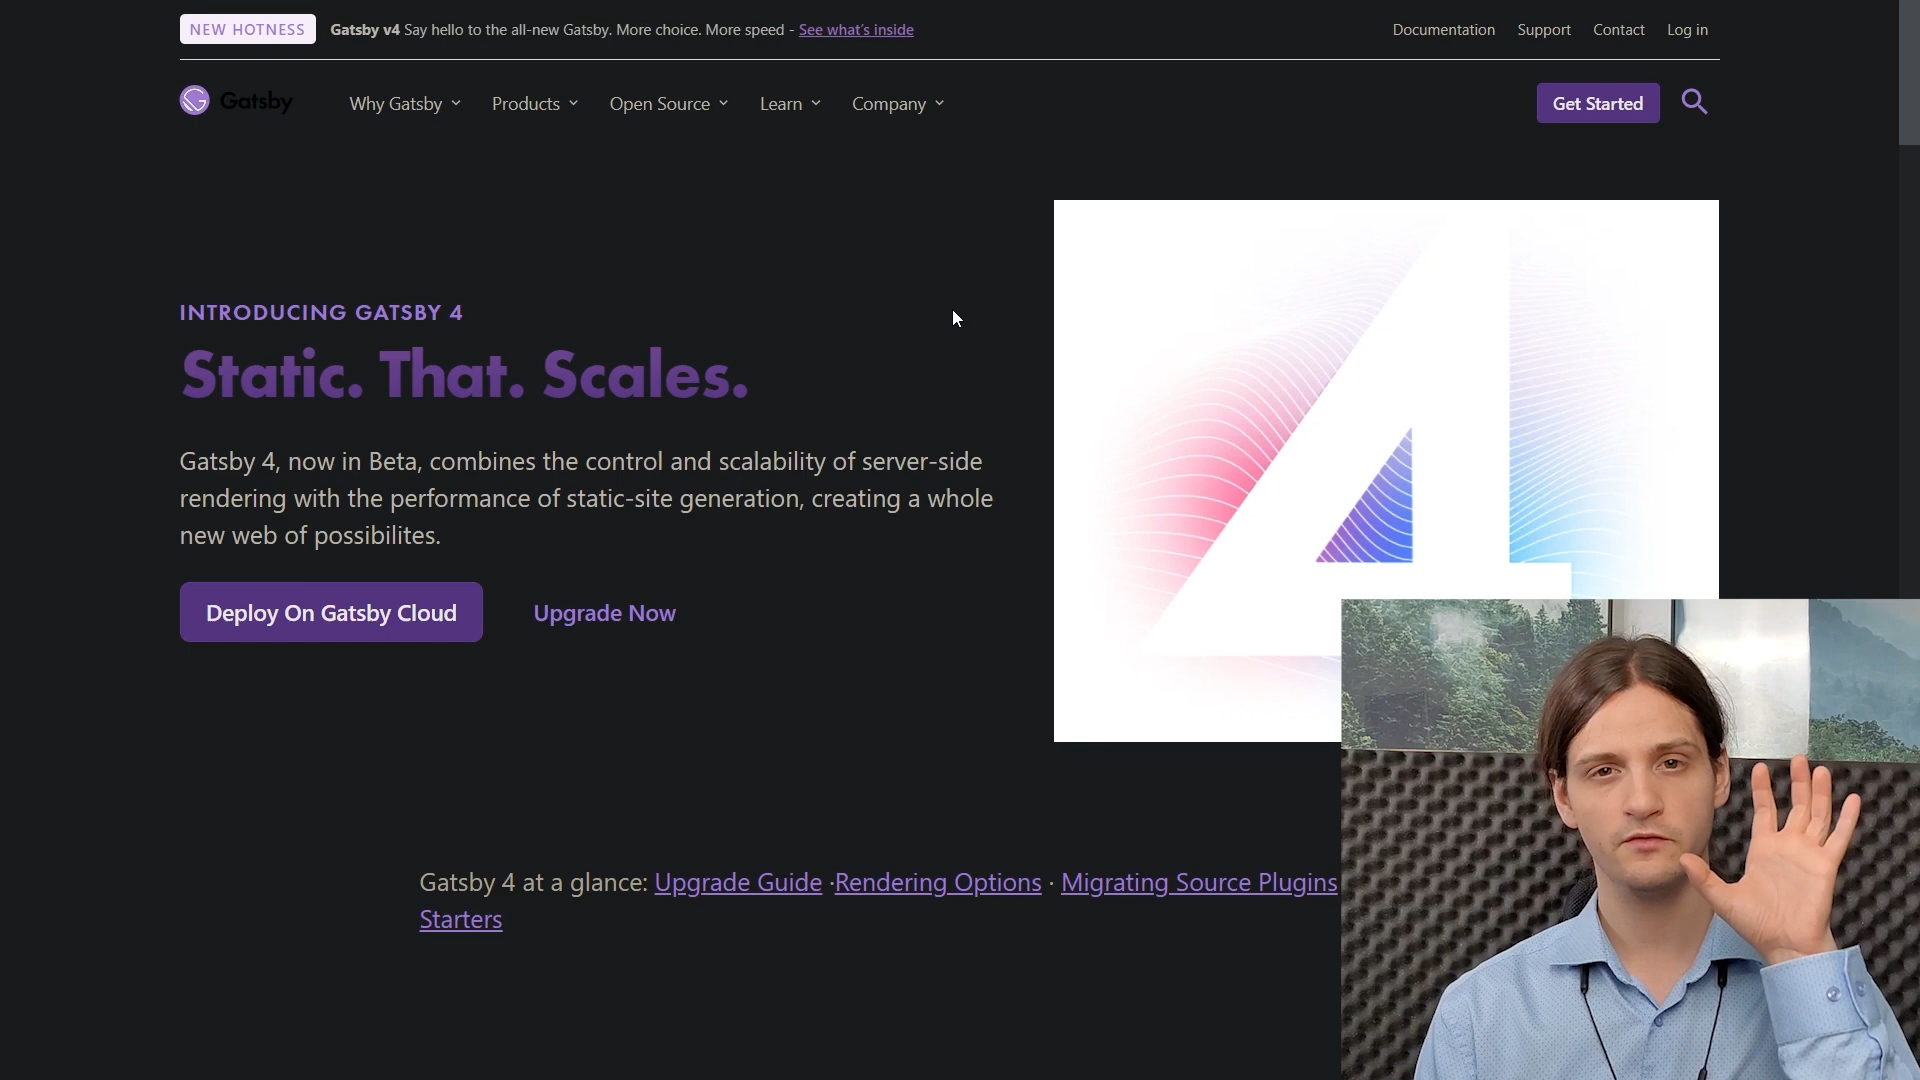 NEW HOTNESS Gatsby v4 Say hello to the all-new Gatsby. More choice. More speed - See what's inside Documentation Support Contact Log in
Gatsby Why Gatsby Products Open Source Learn Company Get Started
INTRODUCING GATSBY 4
Static. That. Scales.
Gatsby 4, now in Beta, combines the control and scalability of server-side
rendering with the performance of static-site generation, creating a whole
new web of possibilites.
Deploy On Gatsby Cloud Upgrade Now
4
Gatsby 4 at a glance: Upgrade Guide · Rendering Options · Migrating Source Plugins
Starters